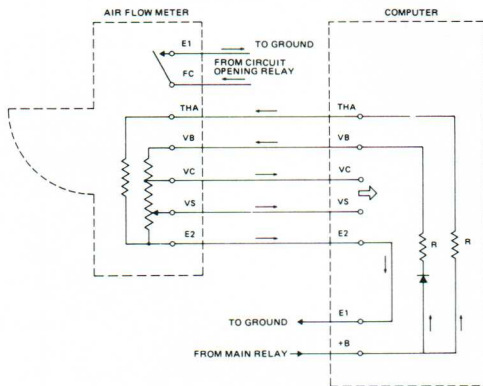 AIR FLOW METER
COMPUTER
E1
TO GROUND
FROM CIRCUIT
OPENING RELAY
FC
THA
THA
VB
VB
VC
VC
VS
VS
E2
E2
R
R
E1
TO GROUND
+B
FROM MAIN RELAY